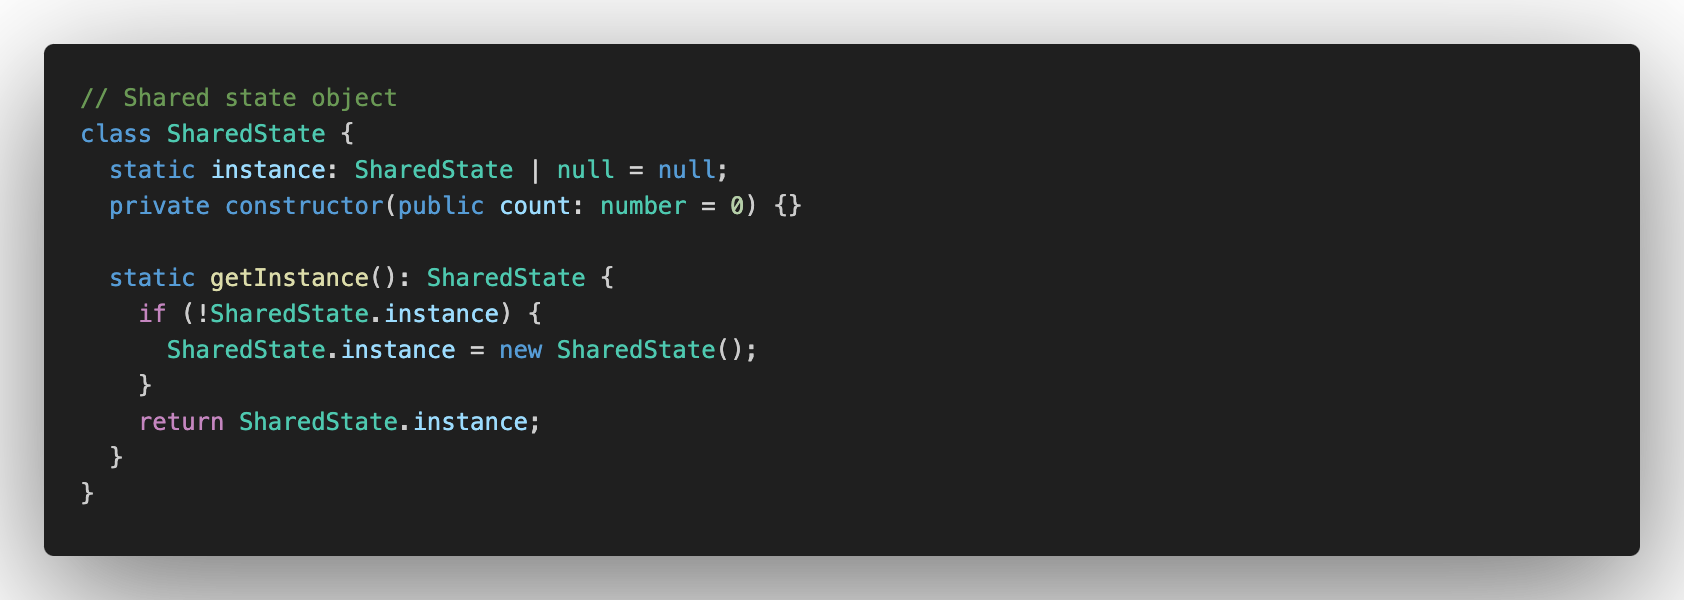 // Shared state object
class SharedState {
  static instance: SharedState | null = null;
  private constructor(public count: number = 0) {}

  static getInstance(): SharedState {
    if (!SharedState.instance) {
      SharedState.instance = new SharedState();
    }
    return SharedState.instance;
  }
}